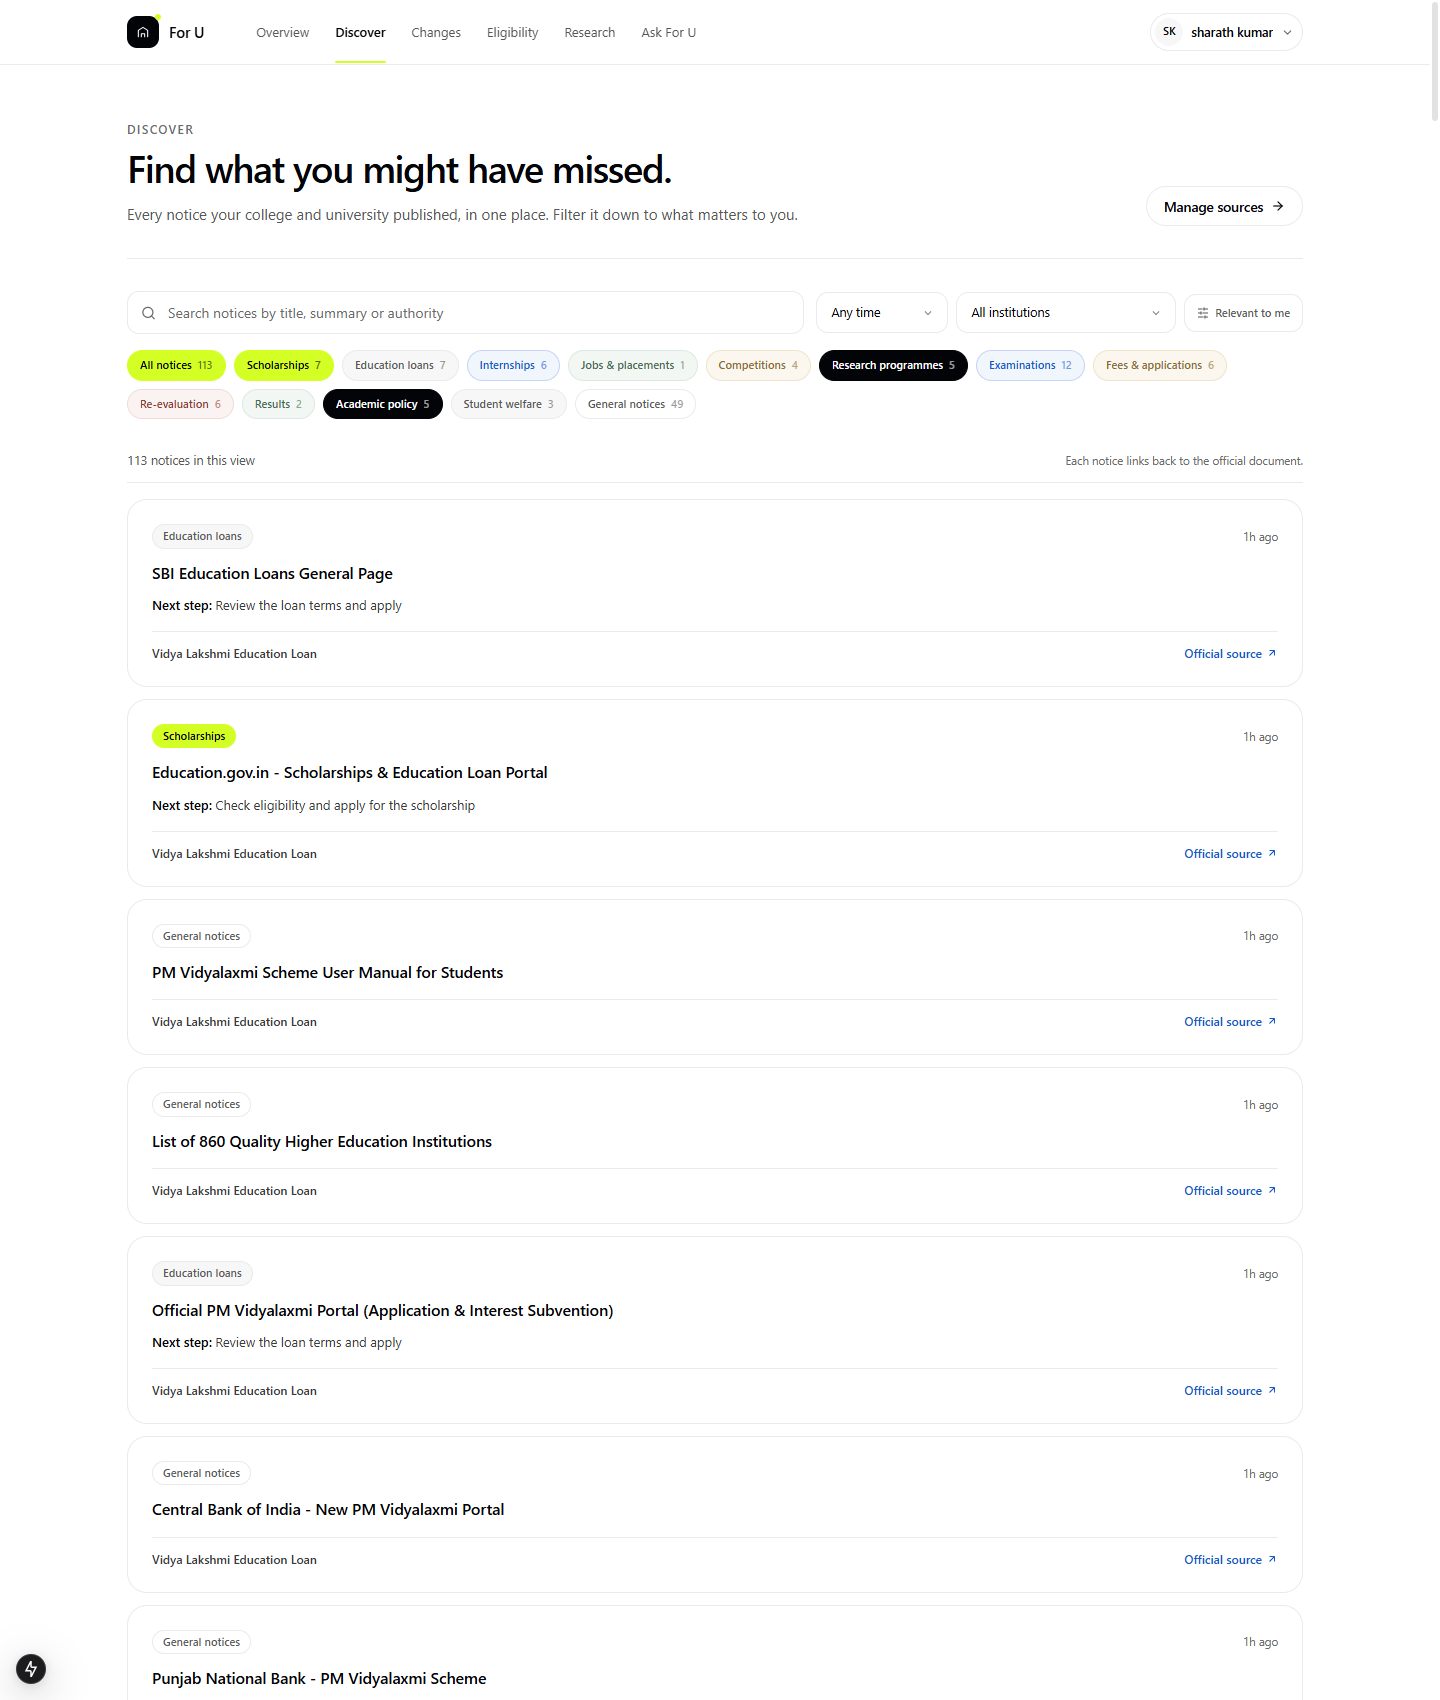 For U
Overview
Discover
Changes
Eligibility
Research
Ask For U
SK
sharath kumar
DISCOVER
Find what you might have missed.
Every notice your college and university published, in one place. Filter it down to what matters to you.
Manage sources
Search notices by title, summary or authority
Any time
All institutions
Relevant to me
All notices 113
Scholarships 7
Education loans 7
Internships 6
Jobs & placements 1
Competitions 4
Research programmes 5
Examinations 12
Fees & applications 6
Re-evaluation 6
Results 2
Academic policy 5
Student welfare 3
General notices 49
113 notices in this view
Each notice links back to the official document.
Education loans
1h ago
SBI Education Loans General Page
Next step: Review the loan terms and apply
Vidya Lakshmi Education Loan
Official source
Scholarships
1h ago
Education.gov.in - Scholarships & Education Loan Portal
Next step: Check eligibility and apply for the scholarship
Vidya Lakshmi Education Loan
Official source
General notices
1h ago
PM Vidyalaxmi Scheme User Manual for Students
Vidya Lakshmi Education Loan
Official source
General notices
1h ago
List of 860 Quality Higher Education Institutions
Vidya Lakshmi Education Loan
Official source
Education loans
1h ago
Official PM Vidyalaxmi Portal (Application & Interest Subvention)
Next step: Review the loan terms and apply
Vidya Lakshmi Education Loan
Official source
General notices
1h ago
Central Bank of India - New PM Vidyalaxmi Portal
Vidya Lakshmi Education Loan
Official source
General notices
1h ago
Punjab National Bank - PM Vidyalaxmi Scheme